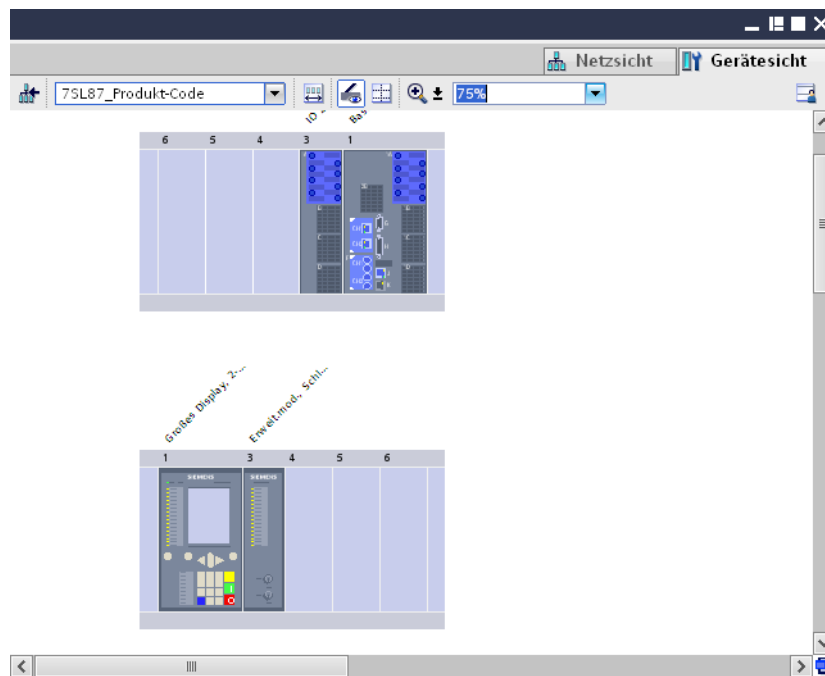 Netzsicht Gerätesicht
7SL87_Produkt-Code 75%
ID
6 5 4 3 1
Großes Display, 2-...
Erweit.mod., Schl...
1 3 4 5 6
SIEMENS SIEMENS